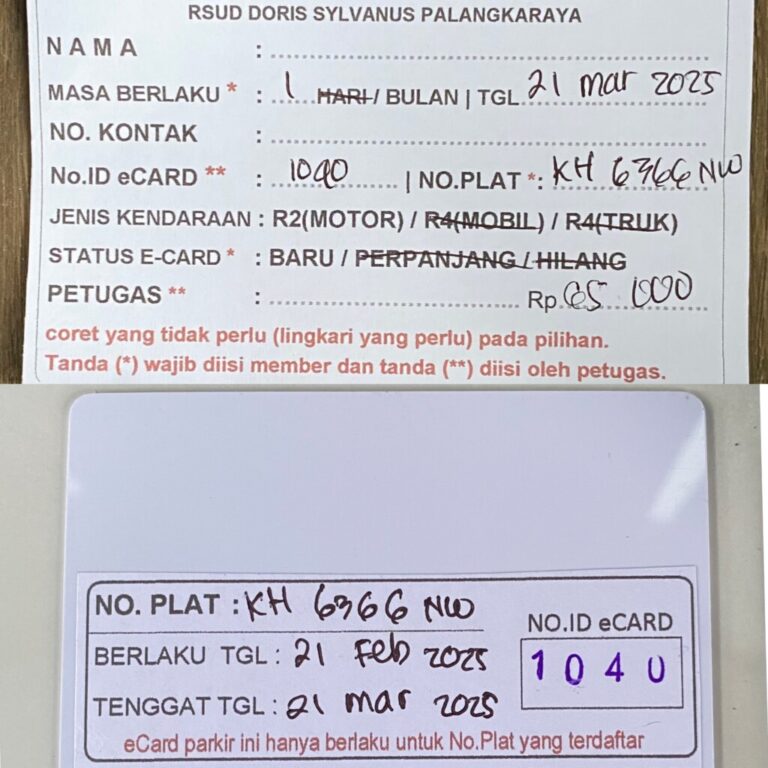 RSUD DORIS SYLVANUS PALANGKARAYA
NAMA :
MASA BERLAKU * : 1 HARI / BULAN | TGL 21 mar 2025
NO. KONTAK :
No.ID eCARD ** : 1040 | NO.PLAT *: KH 6366 NW
JENIS KENDARAAN : R2(MOTOR) / R4(MOBIL) / R4(TRUK)
STATUS E-CARD * : BARU / PERPANJANG / HILANG
PETUGAS ** : Rp. 65 000
coret yang tidak perlu (lingkari yang perlu) pada pilihan.
Tanda (*) wajib diisi member dan tanda (**) diisi oleh petugas.
NO. PLAT : KH 6366 NW
NO.ID eCARD
BERLAKU TGL : 21 Feb 2025
1040
TENGGAT TGL : 21 mar 2025
eCard parkir ini hanya berlaku untuk No.Plat yang terdaftar